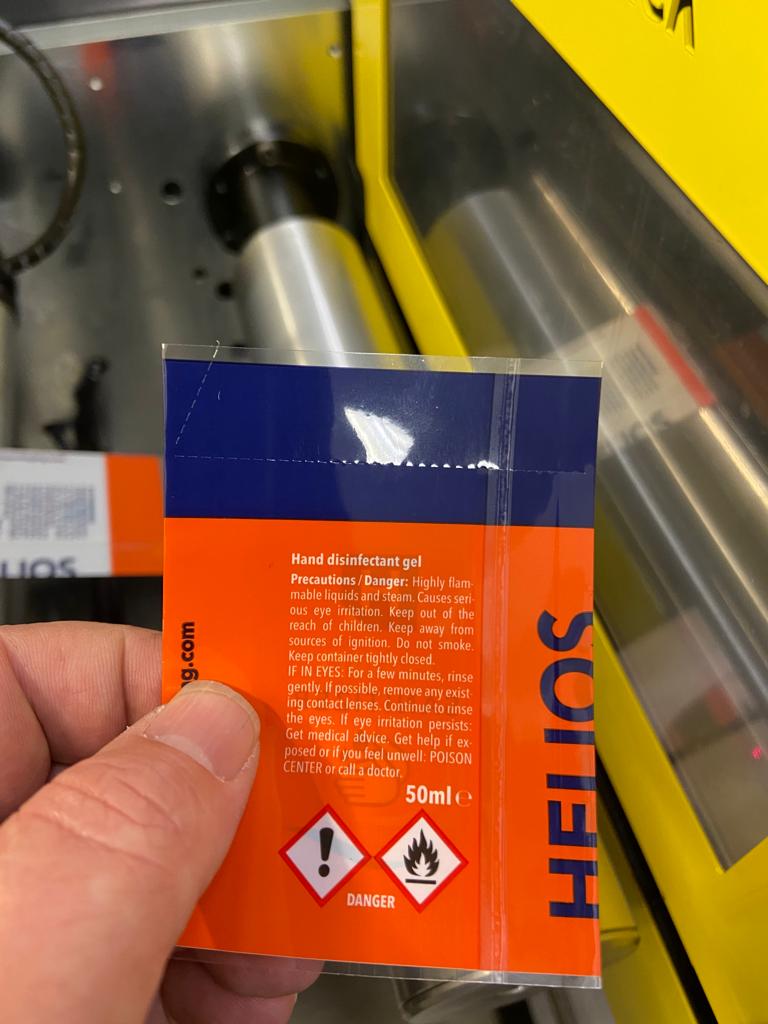 Hand disinfectant gel
Precautions / Danger: Highly flam-
mable liquids and steam. Causes seri-
ous eye irritation. Keep out of the
reach of children. Keep away from
sources of ignition. Do not smoke.
Keep container tightly closed.
IF IN EYES: For a few minutes, rinse
gently. If possible, remove any exist-
ing contact lenses. Continue to rinse
the eyes. If eye irritation persists:
Get medical advice. Get help if ex-
posed or if you feel unwell: POISON
CENTER or call a doctor.
50ml ℮
DANGER
g.com
HELIOS
LIOS